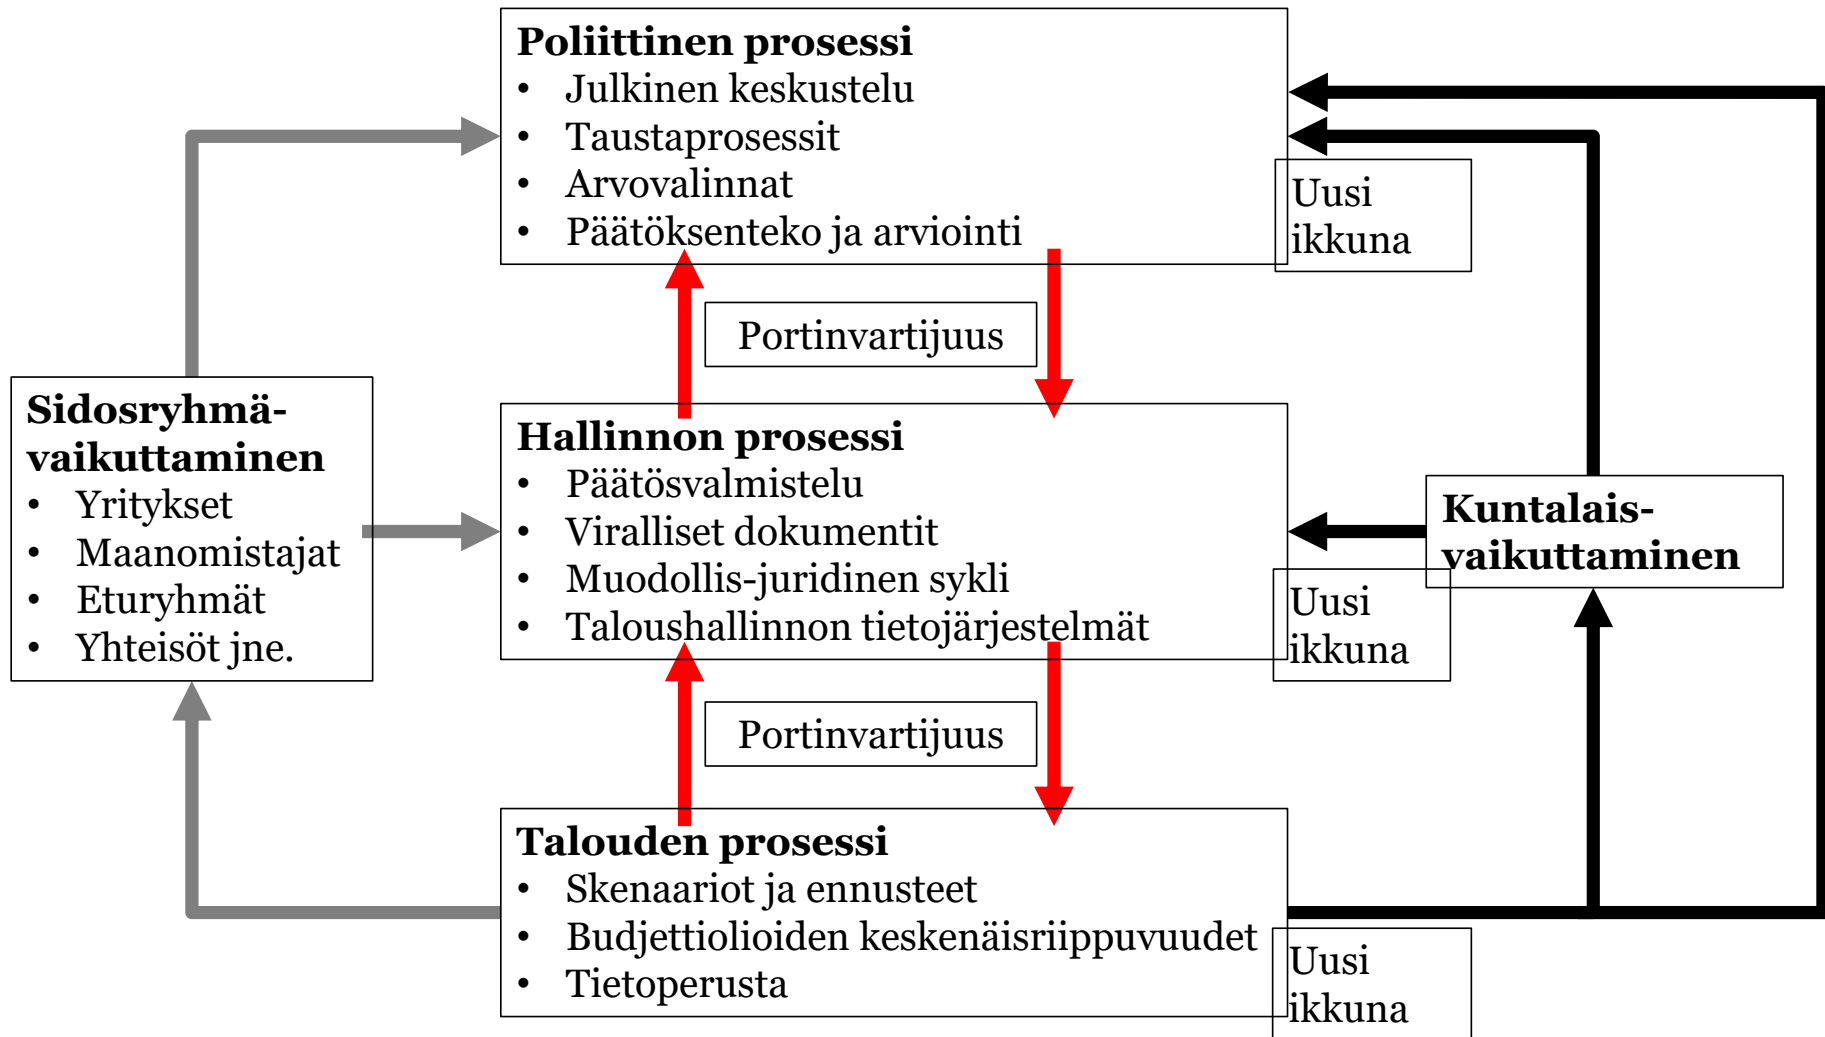 Poliittinen prosessi
• Julkinen keskustelu
• Taustaprosessit
• Arvovalinnat
• Päätöksenteko ja arviointi
Uusi
ikkuna
Portinvartijuus
Sidosryhmä-
vaikuttaminen
• Yritykset
• Maanomistajat
• Eturyhmät
• Yhteisöt jne.
Hallinnon prosessi
• Päätösvalmistelu
• Viralliset dokumentit
• Muodollis-juridinen sykli
• Taloushallinnon tietojärjestelmät
Uusi
ikkuna
Kuntalais-
vaikuttaminen
Portinvartijuus
Talouden prosessi
• Skenaariot ja ennusteet
• Budjettiolioiden keskenäisriippuvuudet
• Tietoperusta
Uusi
ikkuna